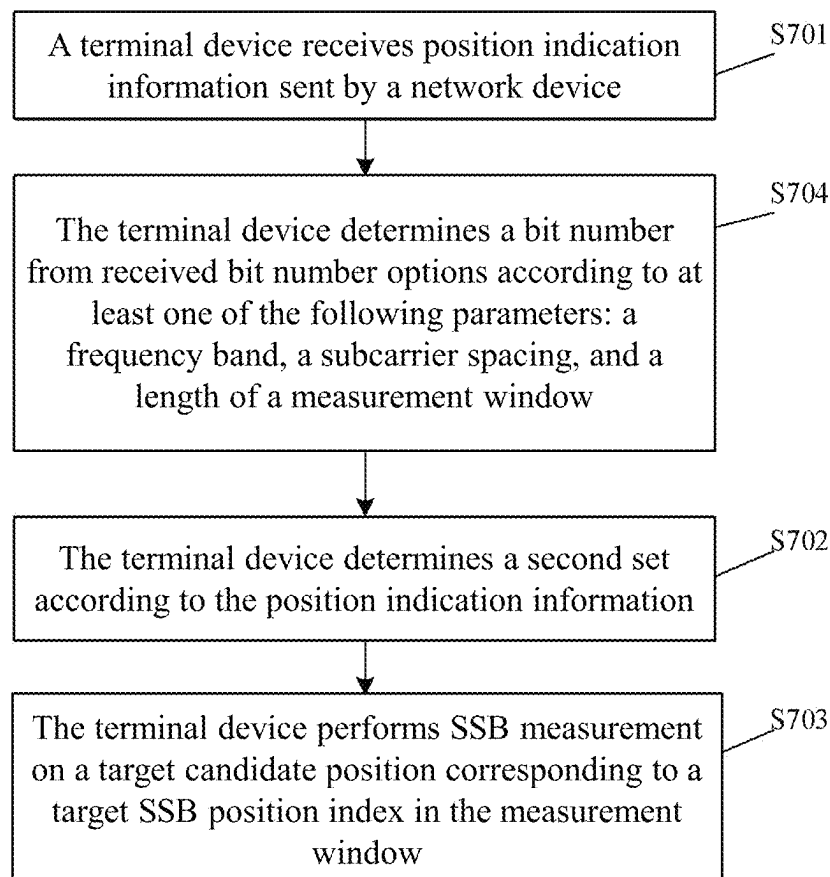 A terminal device receives position indication
information sent by a network device
S701
The terminal device determines a bit number
from received bit number options according to at
least one of the following parameters: a
frequency band, a subcarrier spacing, and a
length of a measurement window
S704
The terminal device determines a second set
according to the position indication information
S702
The terminal device performs SSB measurement
on a target candidate position corresponding to a
target SSB position index in the measurement
window
S703